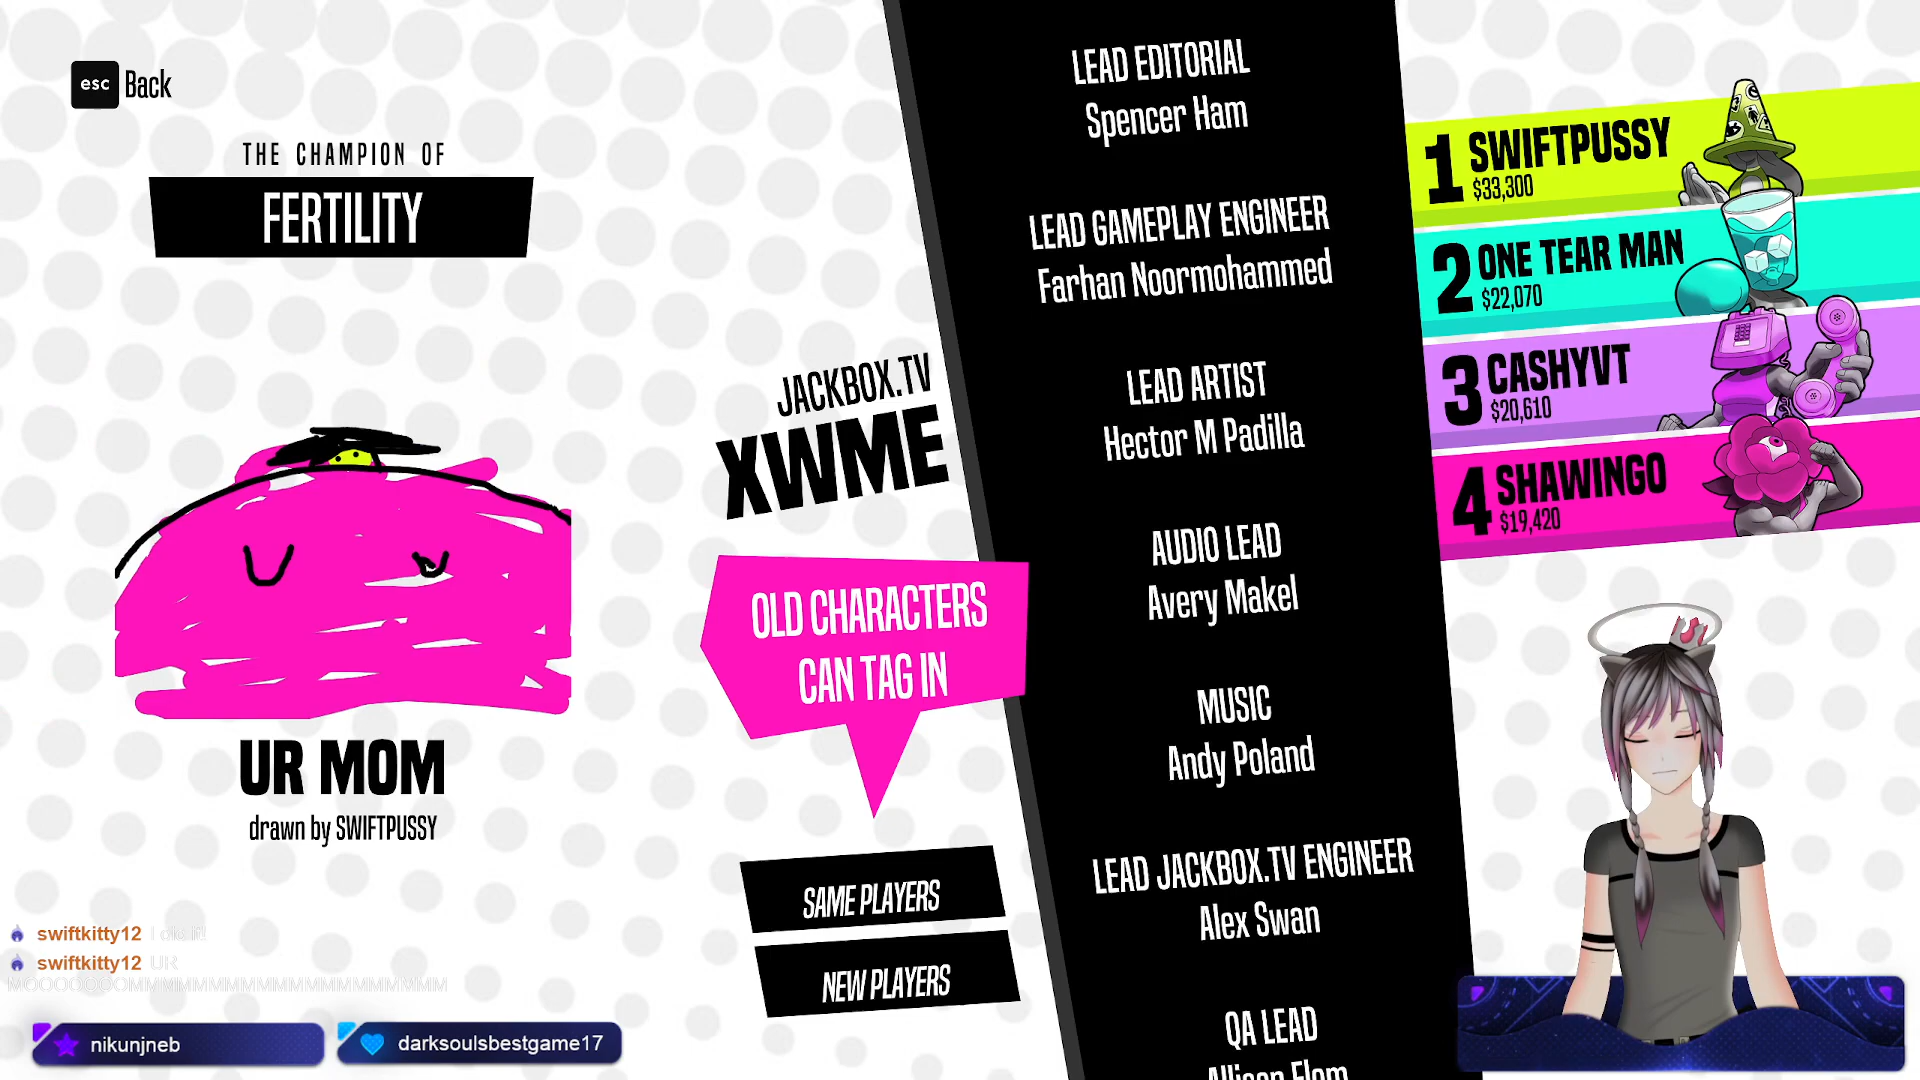 esc Back
THE CHAMPION OF
FERTILITY
UR MOM
drawn by SWIFTPUSSY
swiftkitty12
swiftkitty12 UR
nikunjneb
darksoulsbestgame17
JACKBOX.TV
XWME
OLD CHARACTERS
CAN TAG IN
SAME PLAYERS
NEW PLAYERS
LEAD EDITORIAL
Spencer Ham
LEAD GAMEPLAY ENGINEER
Farhan Noormohammed
LEAD ARTIST
Hector M Padilla
AUDIO LEAD
Avery Makel
MUSIC
Andy Poland
LEAD JACKBOX.TV ENGINEER
Alex Swan
QA LEAD
1 SWIFTPUSSY
$33,300
2 ONE TEAR MAN
$22,070
3 CASHYVT
$20,610
4 SHAWINGO
$19,420